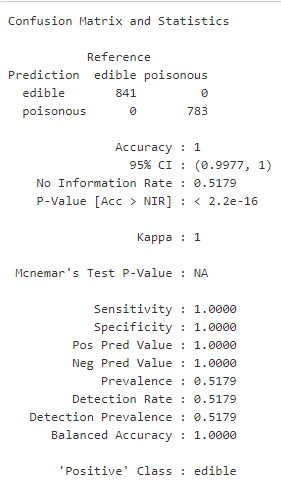 Confusion Matrix and Statistics
Reference
Prediction edible poisonous
edible 841 0
poisonous 0 783
Accuracy : 1
95% CI : (0.9977, 1)
No Information Rate : 0.5179
P-Value [Acc > NIR] : < 2.2e-16
Kappa : 1
Mcnemar's Test P-Value : NA
Sensitivity : 1.0000
Specificity : 1.0000
Pos Pred Value : 1.0000
Neg Pred Value : 1.0000
Prevalence : 0.5179
Detection Rate : 0.5179
Detection Prevalence : 0.5179
Balanced Accuracy : 1.0000
'Positive' Class : edible